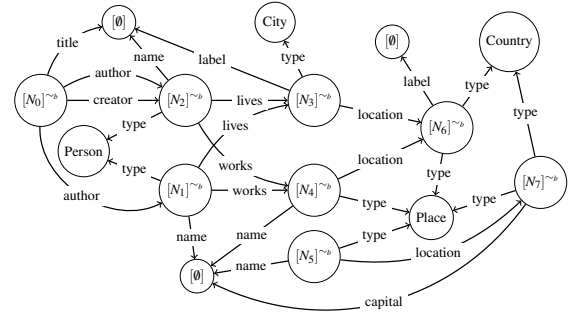 [∅]
City
[∅]
Country
title
name
label
type
label
type
author
[N₀]^~b
creator
[N₂]^~b
lives
[N₃]^~b
location
[N₆]^~b
type
type
lives
Person
type
works
location
type
author
[N₁]^~b
works
[N₄]^~b
type
Place
type
[N₇]^~b
name
name
type
location
[∅]
name
[N₅]^~b
capital